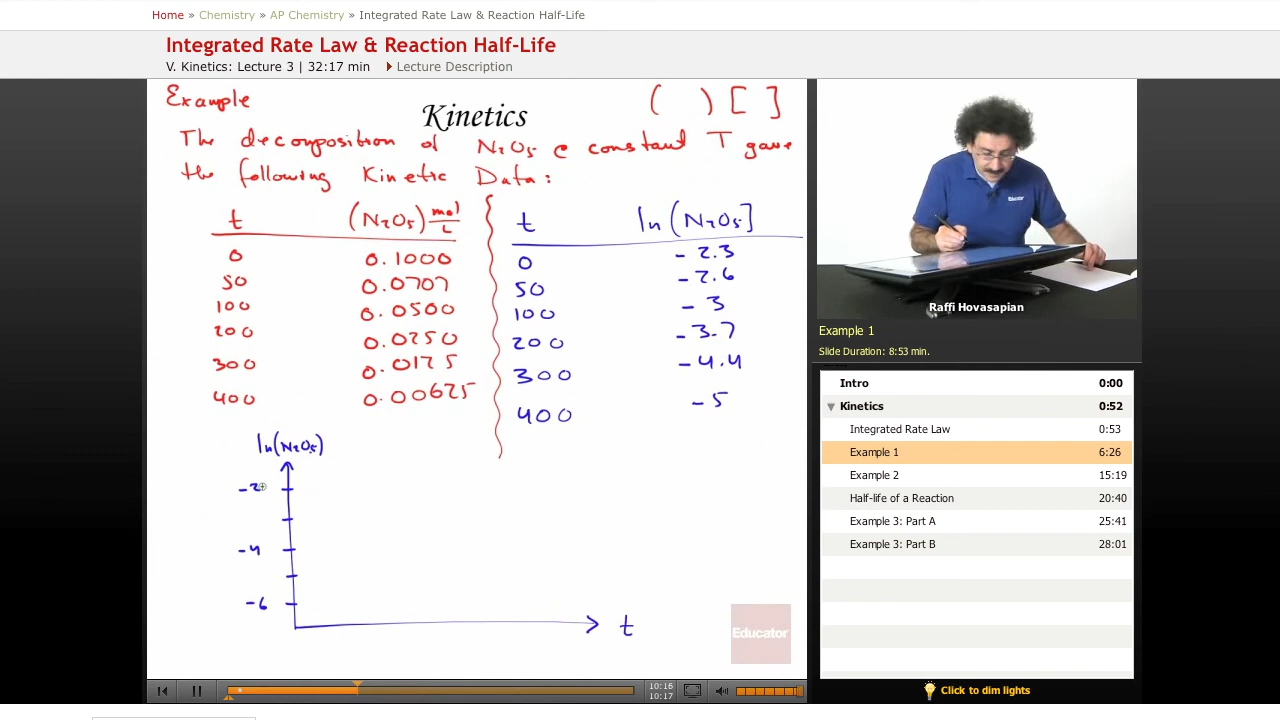 Home » Chemistry » AP Chemistry » Integrated Rate Law & Reaction Half-Life
Integrated Rate Law & Reaction Half-Life
V. Kinetics: Lecture 3 | 32:17 min Lecture Description
Example
Kinetics
( ) [ ]
The decomposition of N2O5 @ constant T gave
the following Kinetic Data:
t (N2O5) mol/L
0 0.1000
50 0.0707
100 0.0500
200 0.0250
300 0.0125
400 0.00625
t ln(N2O5]
0 -2.3
50 -2.6
100 -3
200 -3.7
300 -4.4
400 -5
ln(N2O5)
-2
-4
-6
t
Educator
10:16
10:17
Educator
Raffi Hovasapian
Example 1
Slide Duration: 8:53 min.
Intro 0:00
Kinetics 0:52
Integrated Rate Law 0:53
Example 1 6:26
Example 2 15:19
Half-life of a Reaction 20:40
Example 3: Part A 25:41
Example 3: Part B 28:01
Click to dim lights